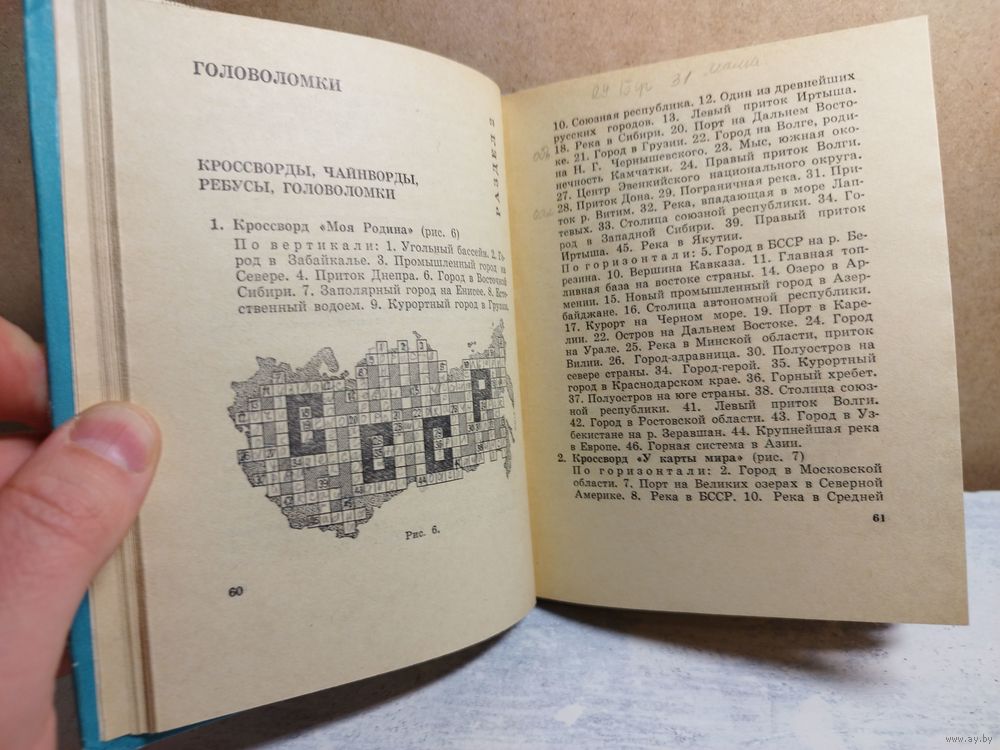 ГОЛОВОЛОМКИ
РАЗДЕЛ 2
КРОССВОРДЫ, ЧАЙНВОРДЫ,
РЕБУСЫ, ГОЛОВОЛОМКИ
1. Кроссворд «Моя Родина» (рис. 6)
По вертикали: 1. Угольный бассейн. 2. Го-
род в Забайкалье. 3. Промышленный город на
Севере. 4. Приток Днепра. 6. Город в Восточной
Сибири. 7. Заполярный город на Енисее. 8. Есте-
ственный водоем. 9. Курортный город в Грузии.
СССР
Рис. 6.
60
24 31 мама
10. Союзная республика. 12. Один из древнейших
русских городов. 13. Левый приток Иртыша.
18. Река в Сибири. 20. Порт на Дальнем Восто-
ке. 21. Город в Грузии. 22. Город на Волге, роди-
на Н. Г. Чернышевского. 23. Мыс, южная око-
нечность Камчатки. 24. Правый приток Волги.
27. Центр Эвенкийского национального округа.
28. Приток Дона. 29. Пограничная река. 31. При-
ток р. Витим. 32. Река, впадающая в море Лап-
тевых. 33. Столица союзной республики. 34. Го-
род в Западной Сибири. 39. Правый приток
Иртыша. 45. Река в Якутии.
По горизонтали: 5. Город в БССР на р. Бе-
резина. 10. Вершина Кавказа. 11. Главная топ-
ливная база на востоке страны. 14. Озеро в Ар-
мении. 15. Новый промышленный город в Азер-
байджане. 16. Столица автономной республики.
17. Курорт на Черном море. 19. Порт в Каре-
лии. 22. Остров на Дальнем Востоке. 24. Город
на Урале. 25. Река в Минской области, приток
Вилии. 26. Город-здравница. 30. Полуостров на
севере страны. 34. Город-герой. 35. Курортный
город в Краснодарском крае. 36. Горный хребет.
37. Полуостров на юге страны. 38. Столица союз-
ной республики. 41. Левый приток Волги.
42. Город в Ростовской области. 43. Город в Уз-
бекистане на р. Зеравшан. 44. Крупнейшая река
в Европе. 46. Горная система в Азии.
2. Кроссворд «У карты мира» (рис. 7)
По горизонтали: 2. Город в Московской
области. 7. Порт на Великих озерах в Северной
Америке. 8. Река в БССР. 10. Река в Средней
61
www.ay.by